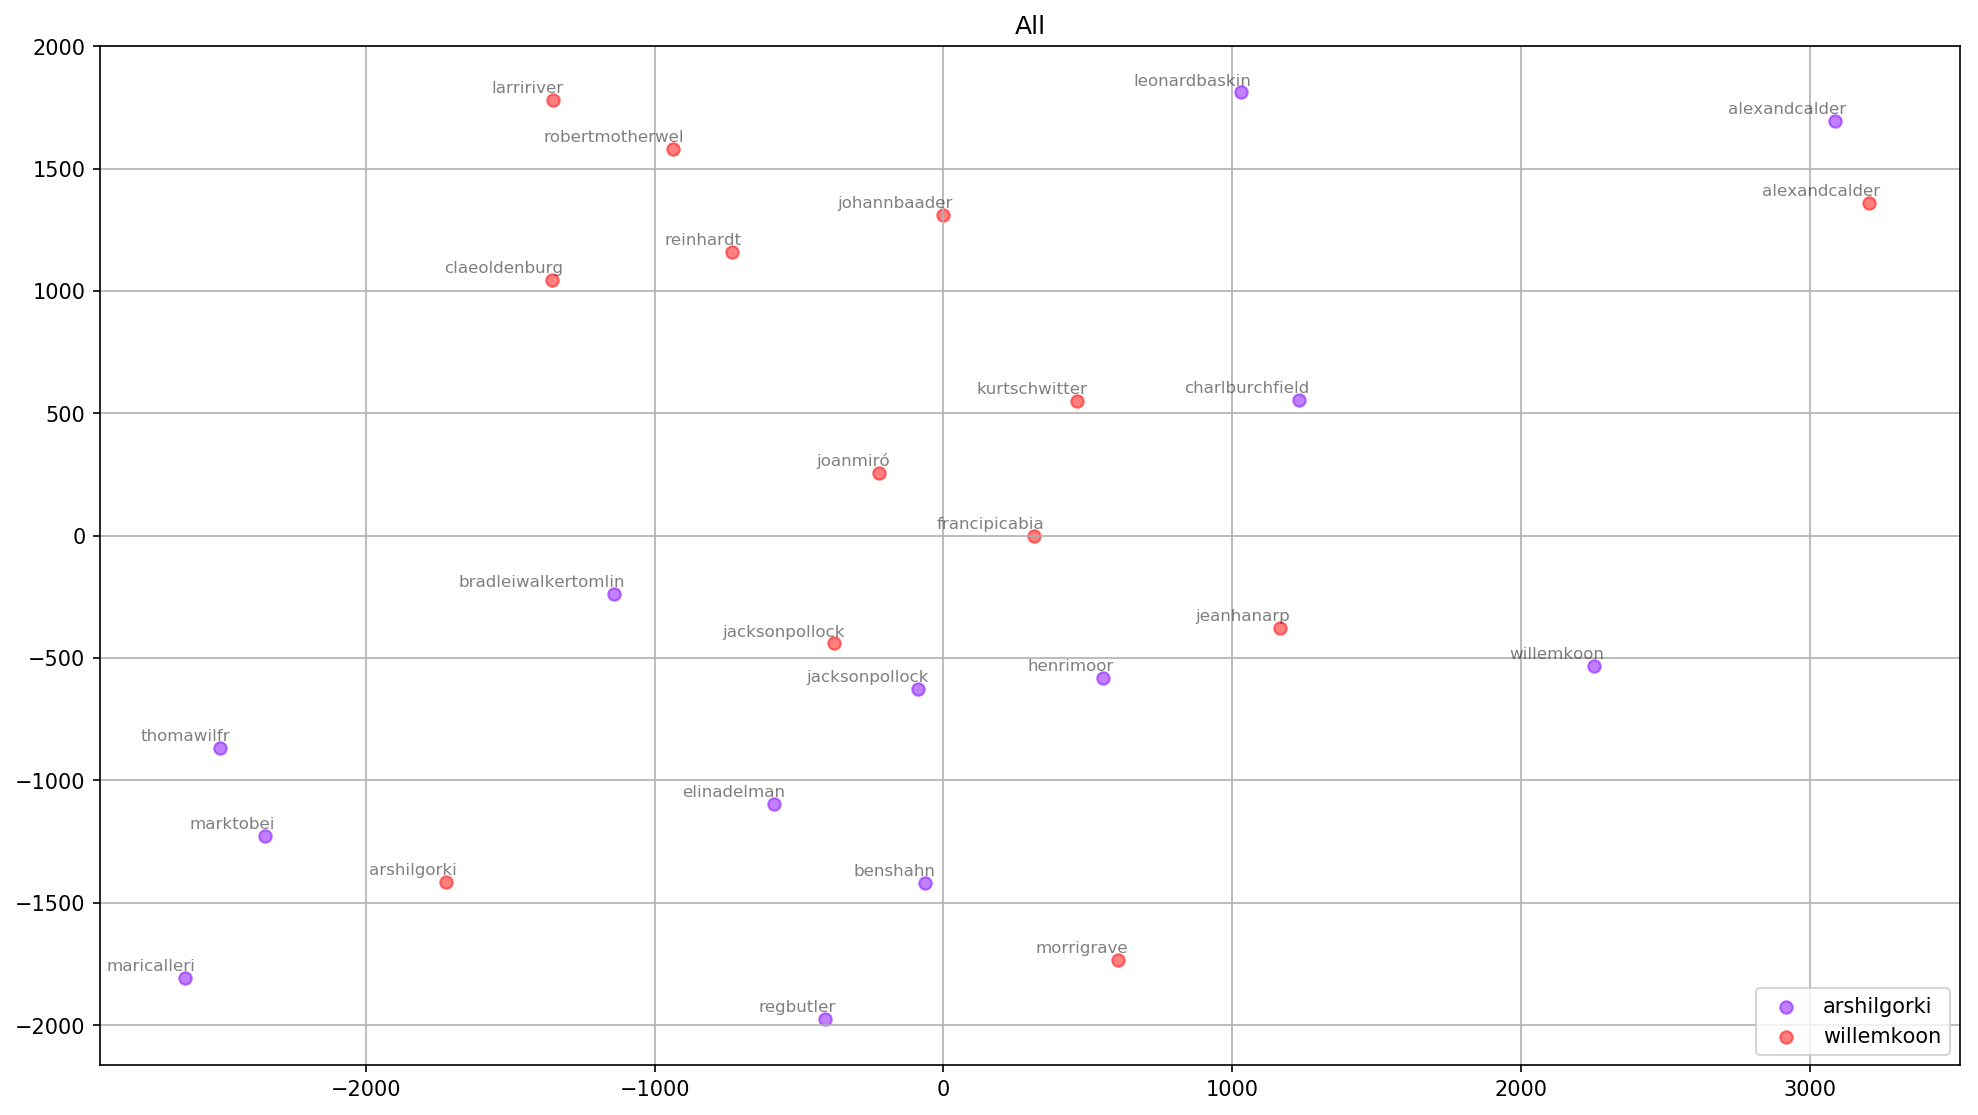 All
2000
leonardbaskin
larririver
alexandcalder
robertmotherwel
1500
alexandcalder
johannbaader
reinhardt
claeoldenburg
1000
kurtschwitter
charlburchfield
500
joanmiró
francipicabia
0
bradleiwalkertomlin
jeanhanarp
jacksonpollock
willemkoon
−500
henrimoor
jacksonpollock
thomawilfr
−1000
elinadelman
marktobei
arshilgorki
benshahn
−1500
morrigrave
maricalleri
regbutler
arshilgorki
−2000
willemkoon
−2000 −1000 0 1000 2000 3000